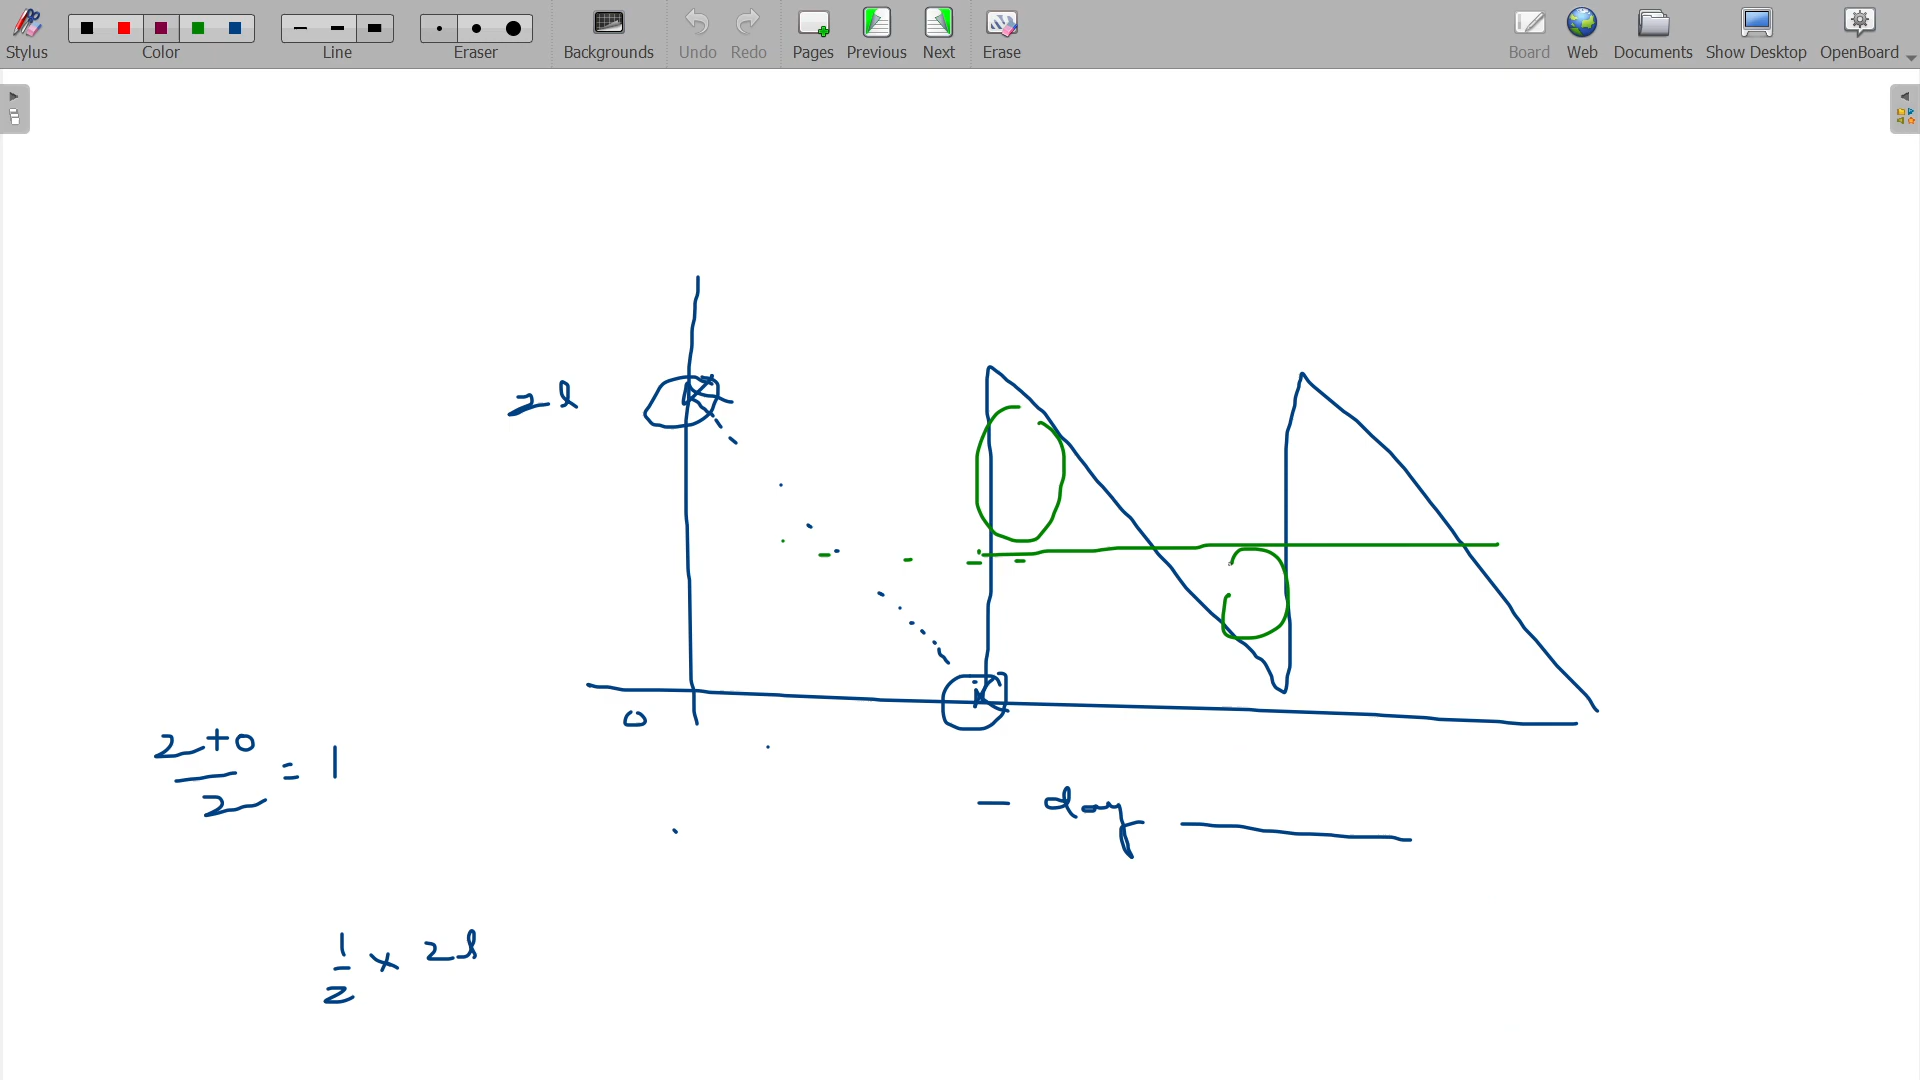 Stylus Color Line Eraser Backgrounds Undo Redo Pages Previous Next Erase Board Web Documents Show Desktop OpenBoard
2l
0
2+0
2
= 1
- day
1
2
× 2l